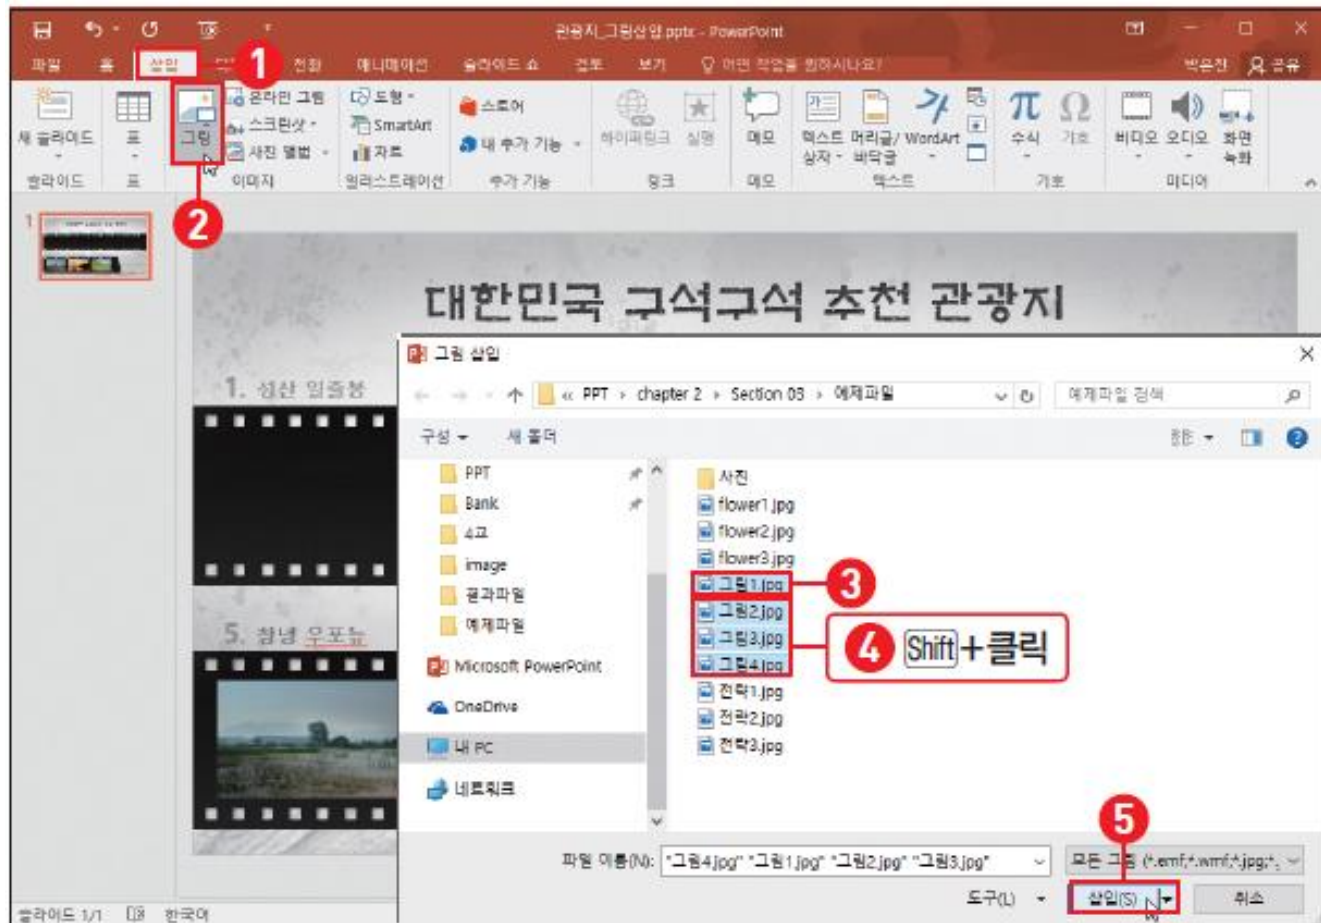 관광지_그림삽입.pptx - PowerPoint
파일 홈 삽입 전환 애니메이션 슬라이드 쇼 검토 보기 어떤 작업을 원하시나요? 박은진 공유
1
새 슬라이드
표
그림
온라인 그림
스크린샷
사진 앨범
도형
SmartArt
차트
스토어
내 추가 기능
하이퍼링크
실행
메모
텍스트 상자
머리글/바닥글
WordArt
수식
기호
비디오
오디오
화면 녹화
슬라이드 표 이미지 일러스트레이션 추가 기능 링크 메모 텍스트 기호 미디어
2
1
대한민국 구석구석 추천 관광지
1. 성산 일출봉
5. 창녕 우포늪
그림 삽입
« PPT › chapter 2 › Section 03 › 예제파일
예제파일 검색
구성
새 폴더
PPT
Bank
4교
image
결과파일
예제파일
Microsoft PowerPoint
OneDrive
내 PC
네트워크
사진
flower1.jpg
flower2.jpg
flower3.jpg
그림1.jpg
그림2.jpg
그림3.jpg
그림4.jpg
전략1.jpg
전략2.jpg
전략3.jpg
3
4 Shift+클릭
5
파일 이름(N): "그림4.jpg" "그림1.jpg" "그림2.jpg" "그림3.jpg"
모든 그림 (*.emf;*.wmf;*.jpg;*.
도구(L) 삽입(S) 취소
슬라이드 1/1 한국어